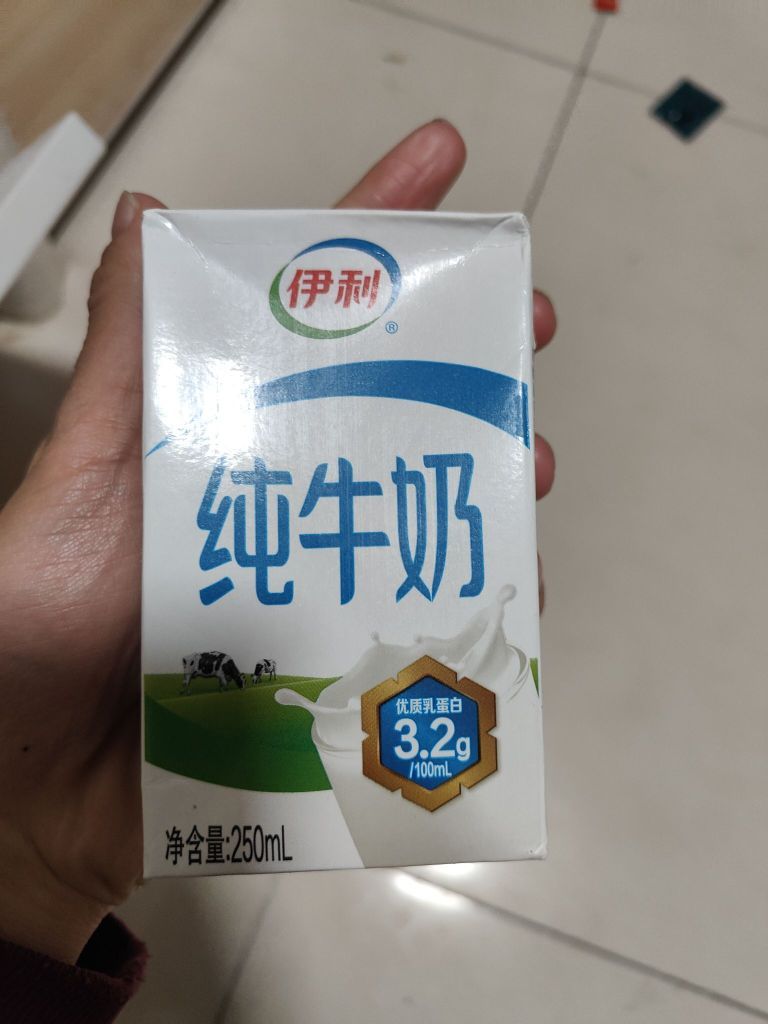 伊利
®
纯牛奶
优质乳蛋白
3.2g
/100mL
净含量:250mL